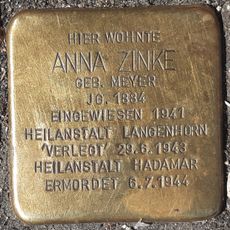 HIER WOHNTE
ANNA ZINKE
GEB. MEYER
JG. 1884
EINGEWIESEN 1941
HEILANSTALT LANGENHORN
'VERLEGT' 29.6.1943
HEILANSTALT HADAMAR
ERMORDET 6.7.1944